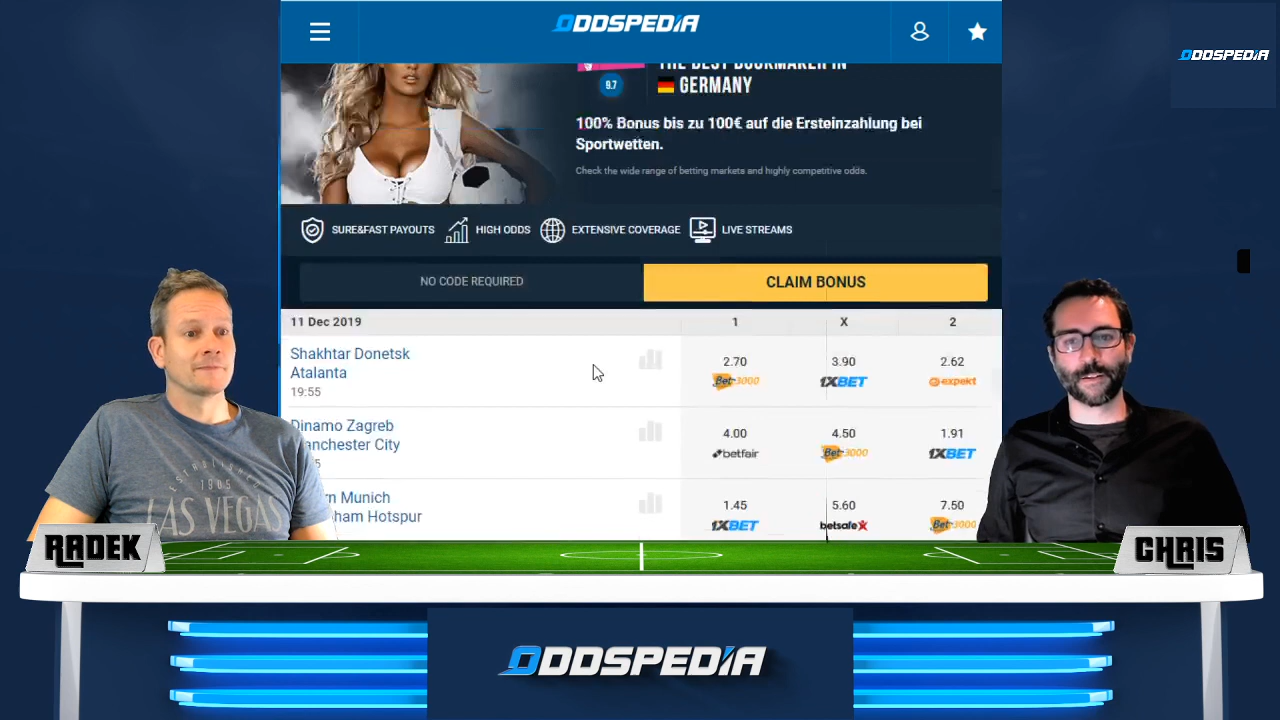 ODDSPEDIA
ODDSPEDIA
THE BEST BOOKMAKER IN
9.7
GERMANY
100% Bonus bis zu 100€ auf die Ersteinzahlung bei
Sportwetten.
Check the wide range of betting markets and highly competitive odds.
SURE&FAST PAYOUTS HIGH ODDS EXTENSIVE COVERAGE LIVE STREAMS
NO CODE REQUIRED CLAIM BONUS
11 Dec 2019 1 X 2
Shakhtar Donetsk
Atalanta
19:55
2.70 3.90 2.62
Bet3000 1XBET expekt
Dinamo Zagreb
anchester City
5
4.00 4.50 1.91
betfair Bet3000 1XBET
rn Munich
ham Hotspur
1.45 5.60 7.50
1XBET betsafe Bet3000
ESTABLISHED
1905
LAS VEGAS
RADEK
CHRIS
ODDSPEDIA